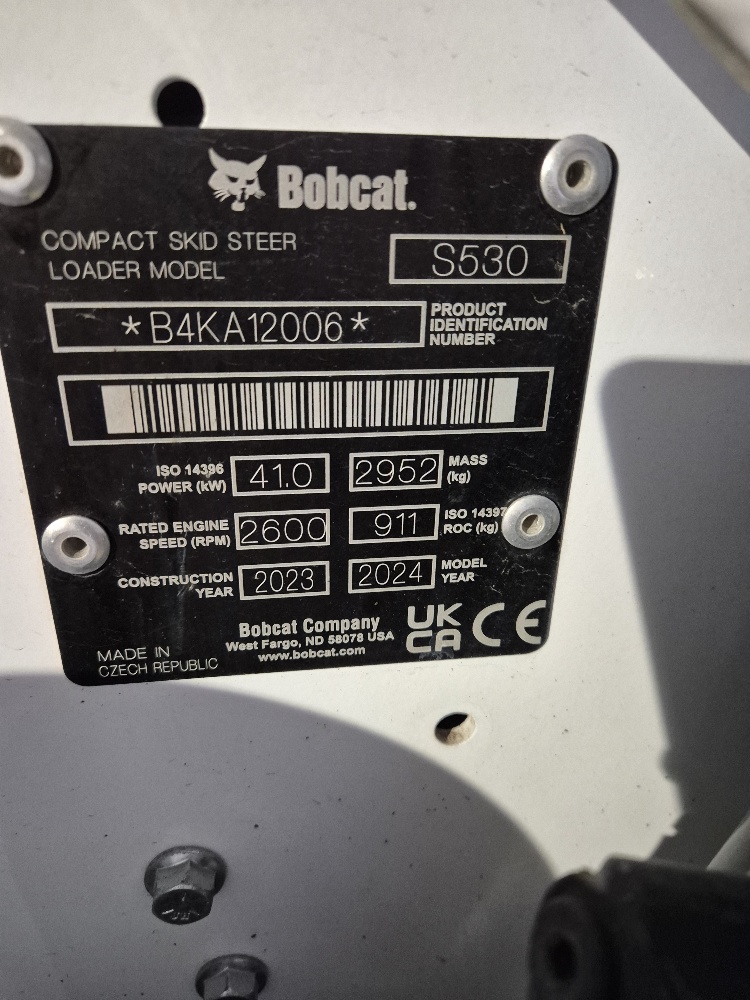 Bobcat.
COMPACT SKID STEER
LOADER MODEL
S530
*B4KA12006*
PRODUCT
IDENTIFICATION
NUMBER
ISO 14396
POWER (kW)
41.0
2952
MASS
(kg)
RATED ENGINE
SPEED (RPM)
2600
911
ISO 14397
ROC (kg)
CONSTRUCTION
YEAR
2023
2024
MODEL
YEAR
Bobcat Company
West Fargo, ND 58078 USA
www.bobcat.com
UK
CA
CE
MADE IN
CZECH REPUBLIC